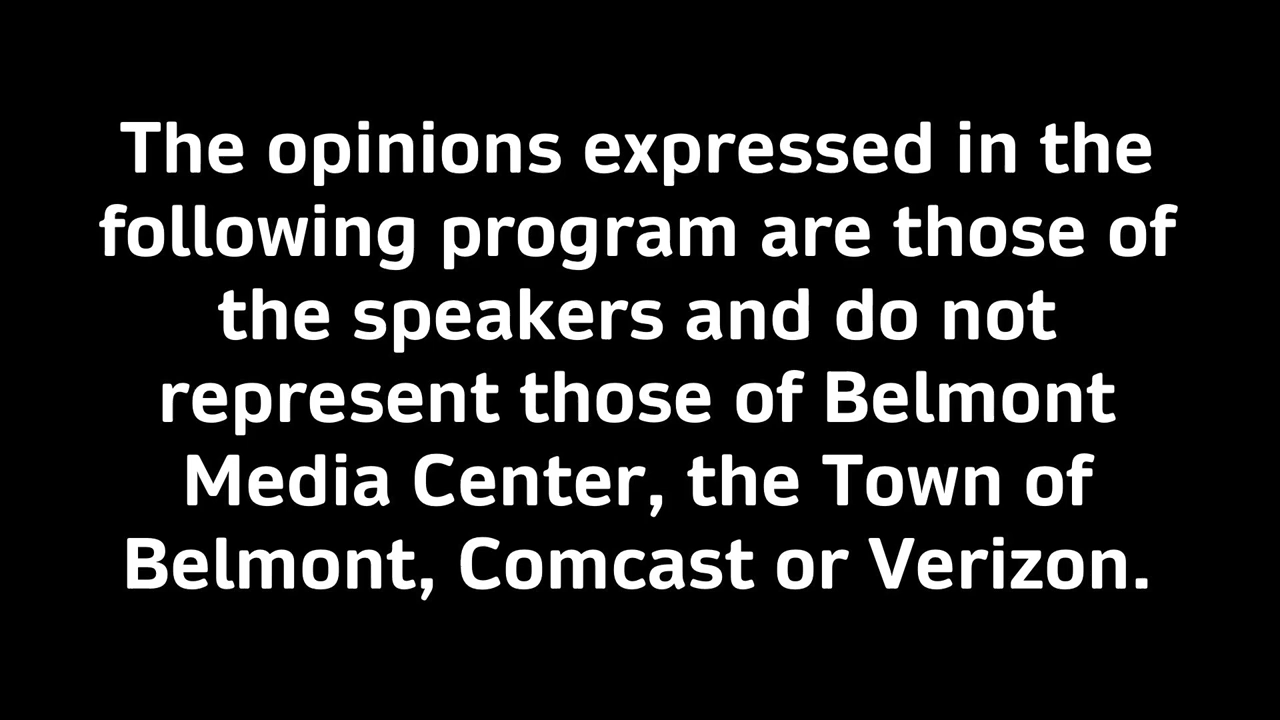 The opinions expressed in the
following program are those of
the speakers and do not
represent those of Belmont
Media Center, the Town of
Belmont, Comcast or Verizon.